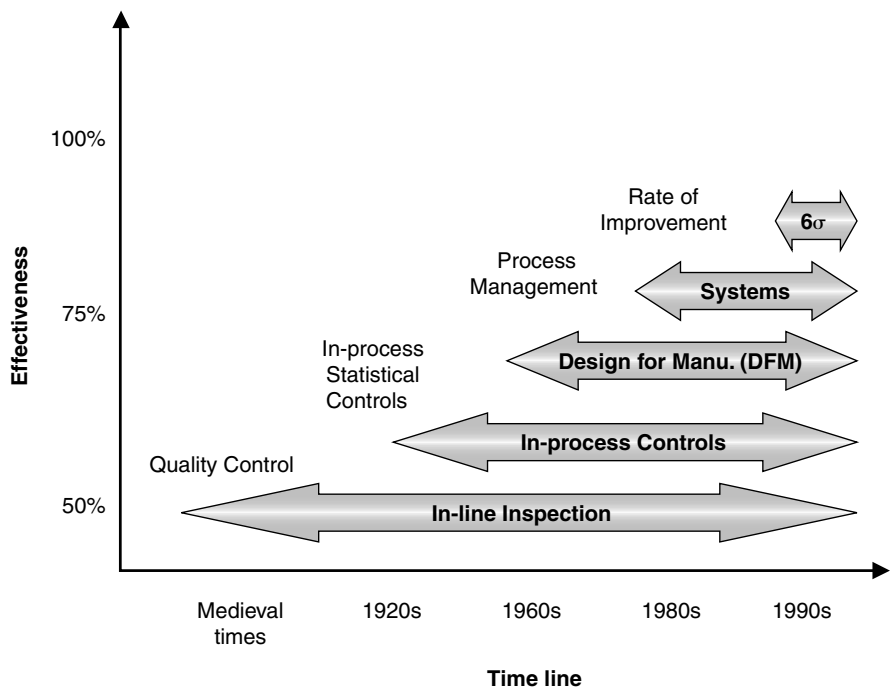 100%
Rate of
Improvement
6σ
Process
Management
Systems
75%
Effectiveness
In-process
Statistical
Controls
Design for Manu. (DFM)
In-process Controls
Quality Control
50%
In-line Inspection
Medieval
times
1920s
1960s
1980s
1990s
Time line